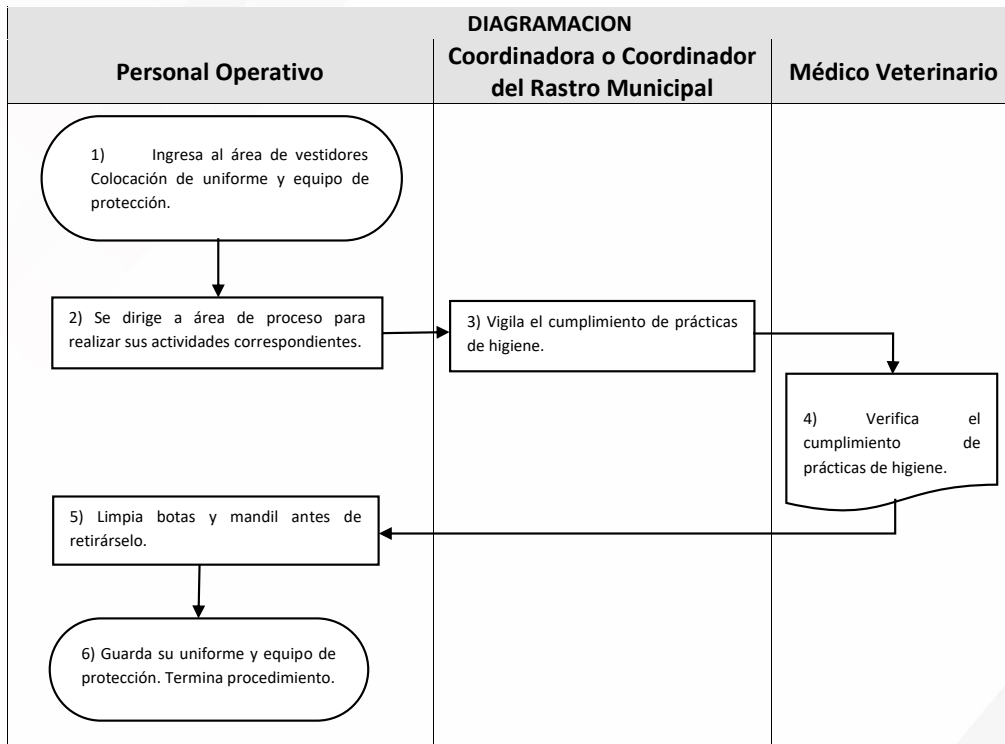 DIAGRAMACION
Personal Operativo
Coordinadora o Coordinador
del Rastro Municipal
Médico Veterinario
1) Ingresa al área de vestidores
Colocación de uniforme y equipo de
protección.
2) Se dirige a área de proceso para
realizar sus actividades correspondientes.
3) Vigila el cumplimiento de prácticas
de higiene.
4) Verifica el
cumplimiento de
prácticas de higiene.
5) Limpia botas y mandil antes de
retirárselo.
6) Guarda su uniforme y equipo de
protección. Termina procedimiento.